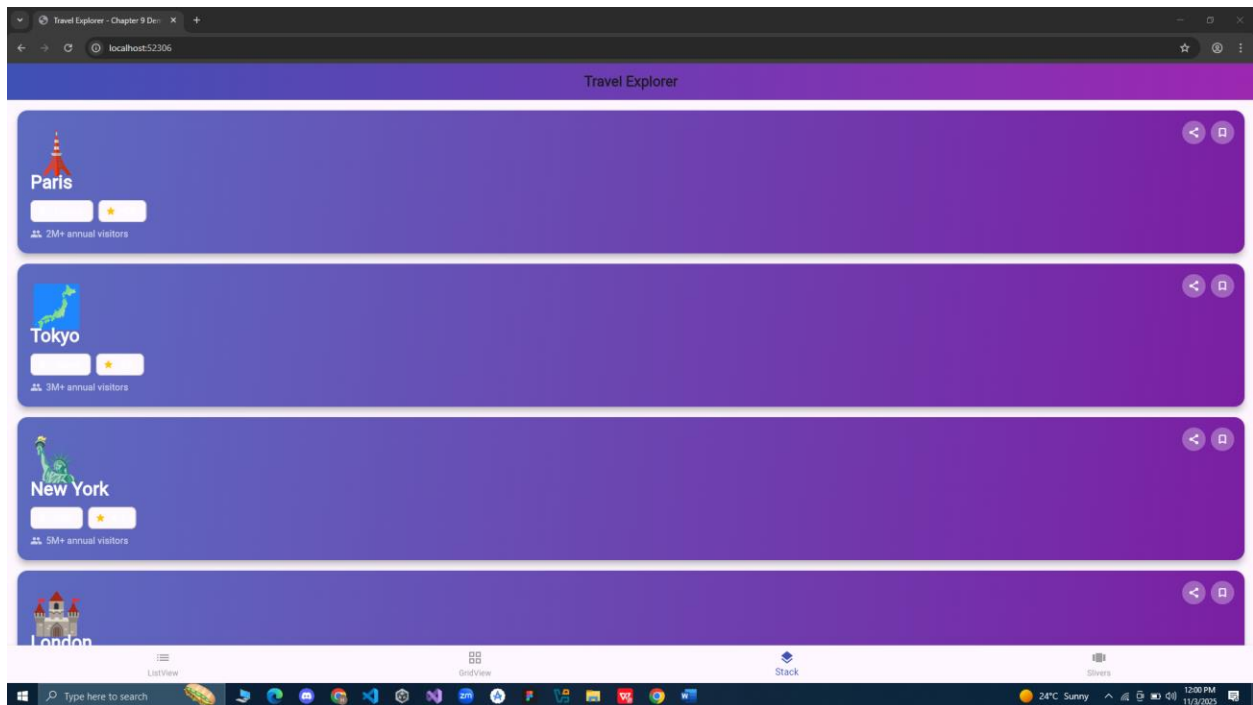 Travel Explorer - Chapter 9 Den
localhost:52306
Travel Explorer
Paris
2M+ annual visitors
Tokyo
3M+ annual visitors
New York
5M+ annual visitors
London
ListView
GridView
Stack
Slivers
Type here to search
zm
24°C Sunny
12:00 PM
11/3/2025